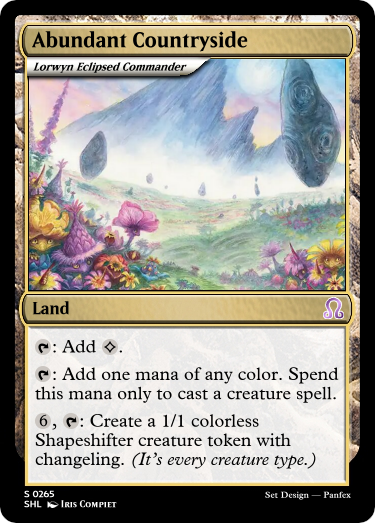 Abundant Countryside
Lorwyn Eclipsed Commander
Land
: Add .
: Add one mana of any color. Spend
this mana only to cast a creature spell.
6, : Create a 1/1 colorless
Shapeshifter creature token with
changeling. (It's every creature type.)
S 0265
SHL Iris Compiet
Set Design — Panfex